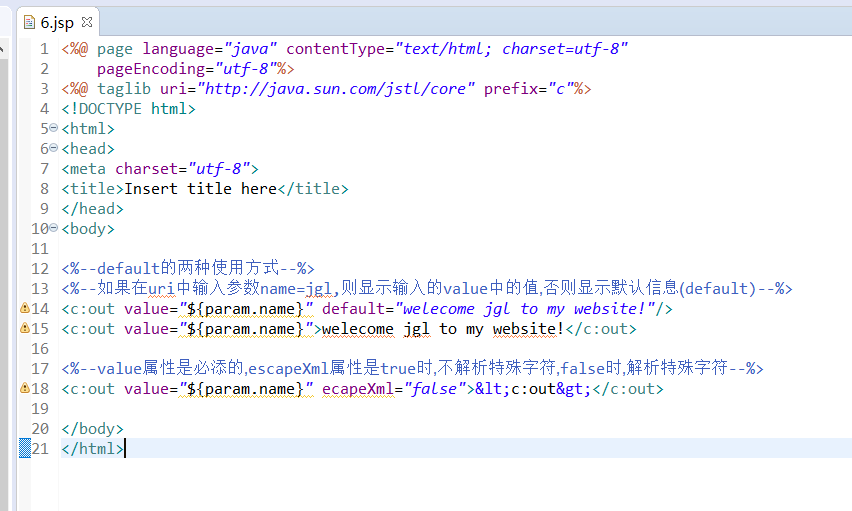 6.jsp
1 <%@ page language="java" contentType="text/html; charset=utf-8"
2 pageEncoding="utf-8"%>
3 <%@ taglib uri="http://java.sun.com/jstl/core" prefix="c"%>
4 <!DOCTYPE html>
5 <html>
6 <head>
7 <meta charset="utf-8">
8 <title>Insert title here</title>
9 </head>
10 <body>
11
12 <%--default的两种使用方式--%>
13 <%--如果在uri中输入参数name=jgl,则显示输入的value中的值,否则显示默认信息(default)--%>
14 <c:out value="${param.name}" default="welecome jgl to my website!"/>
15 <c:out value="${param.name}">welecome jgl to my website!</c:out>
16
17 <%--value属性是必添的,escapeXml属性是true时,不解析特殊字符,false时,解析特殊字符--%>
18 <c:out value="${param.name}" ecapeXml="false">&lt;c:out&gt;</c:out>
19
20 </body>
21 </html>